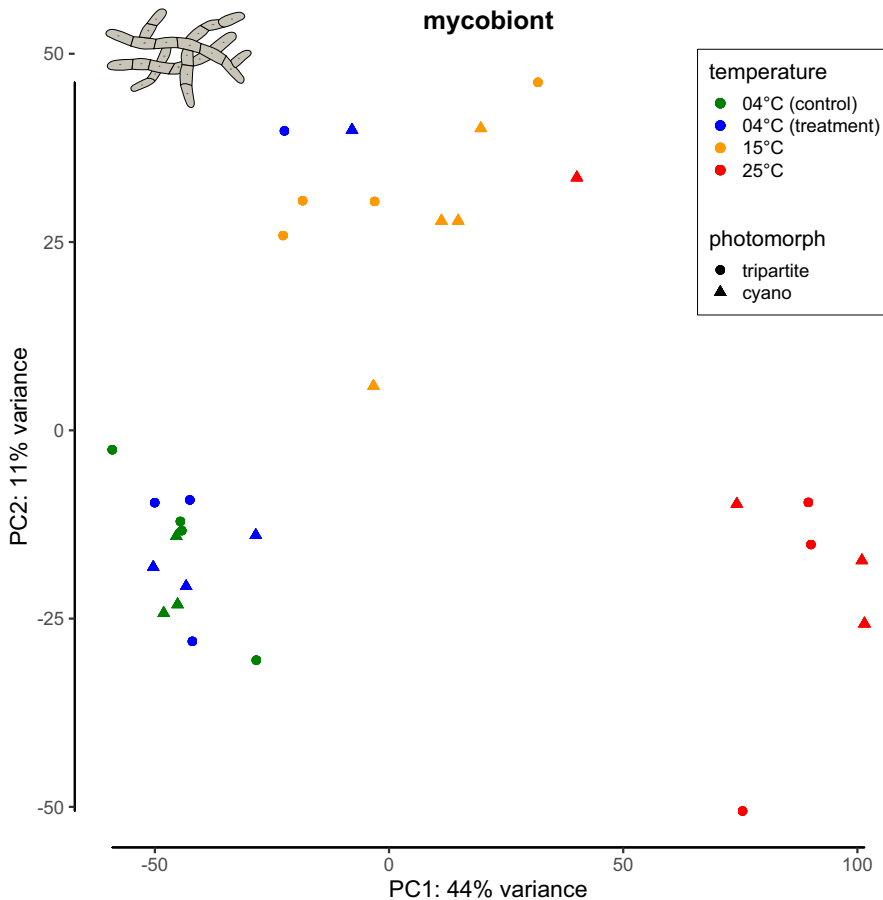 mycobiont
50
25
0
-25
-50
PC2: 11% variance
-50
0
50
100
PC1: 44% variance
temperature
04°C (control)
04°C (treatment)
15°C
25°C
photomorph
tripartite
cyano